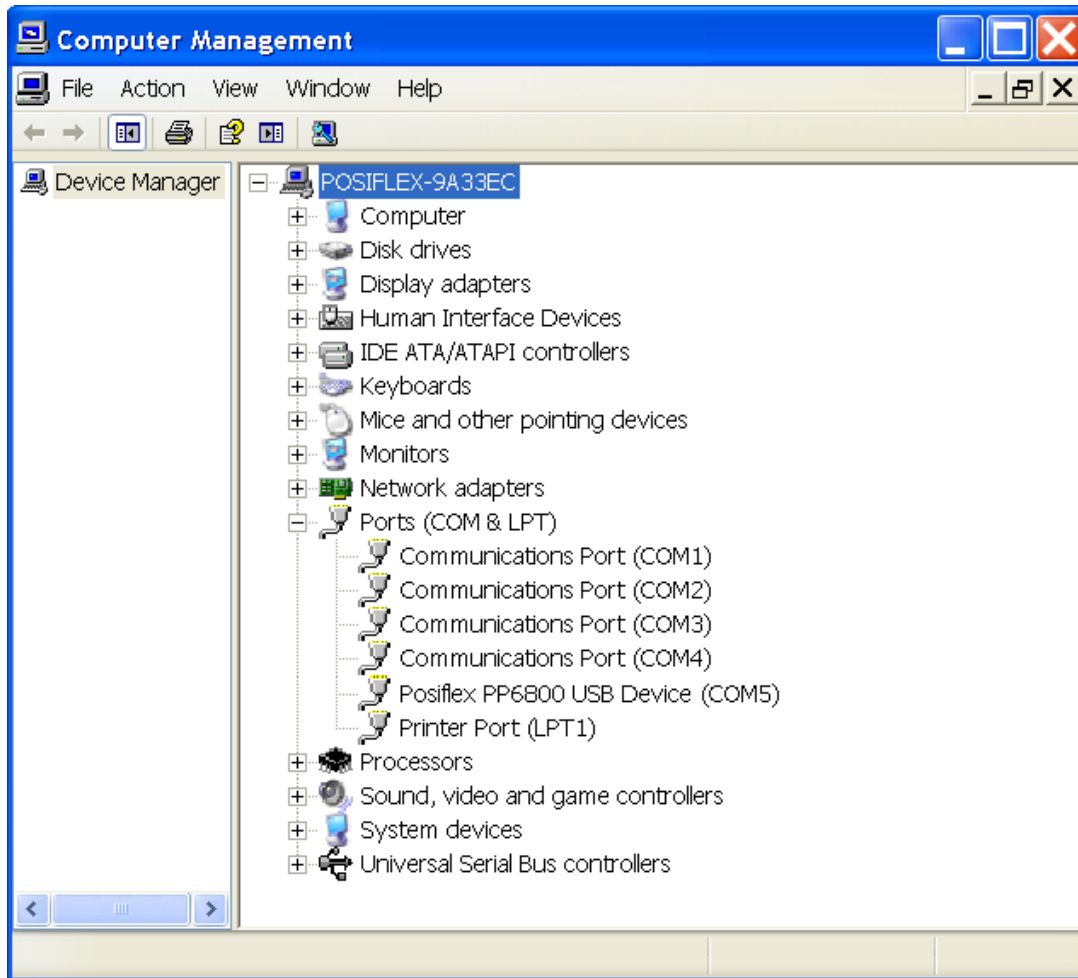 Computer Management
File Action View Window Help
Device Manager
POSIFLEX-9A33EC
Computer
Disk drives
Display adapters
Human Interface Devices
IDE ATA/ATAPI controllers
Keyboards
Mice and other pointing devices
Monitors
Network adapters
Ports (COM & LPT)
Communications Port (COM1)
Communications Port (COM2)
Communications Port (COM3)
Communications Port (COM4)
Posiflex PP6800 USB Device (COM5)
Printer Port (LPT1)
Processors
Sound, video and game controllers
System devices
Universal Serial Bus controllers